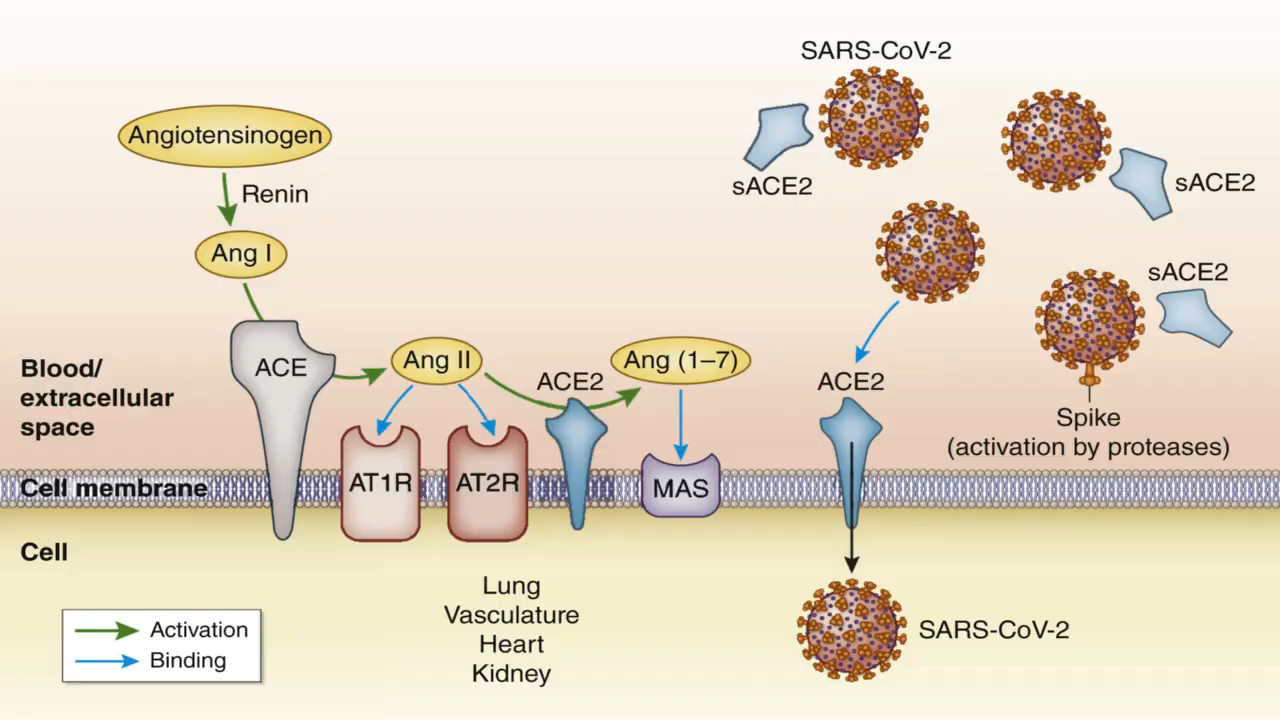 SARS-CoV-2
Angiotensinogen
sACE2
sACE2
Renin
Ang I
sACE2
Blood/
extracellular
space
ACE
Ang II
ACE2
Ang (1–7)
ACE2
Spike
(activation by proteases)
Cell membrane
AT1R
AT2R
MAS
Cell
Lung
Vasculature
Heart
Kidney
SARS-CoV-2
Activation
Binding